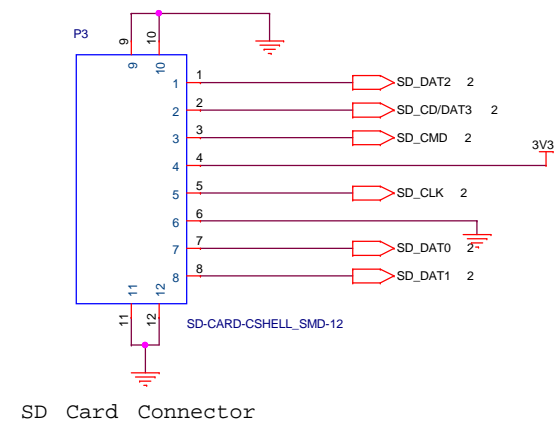 P3
9 10
9 10
1 1 SD_DAT2 2
2 2 SD_CD/DAT3 2
3 3 SD_CMD 2
3V3
4 4
5 5 SD_CLK 2
6 6
7 7 SD_DAT0 2
8 8 SD_DAT1 2
11 12
11 12
SD-CARD-CSHELL_SMD-12
SD Card Connector